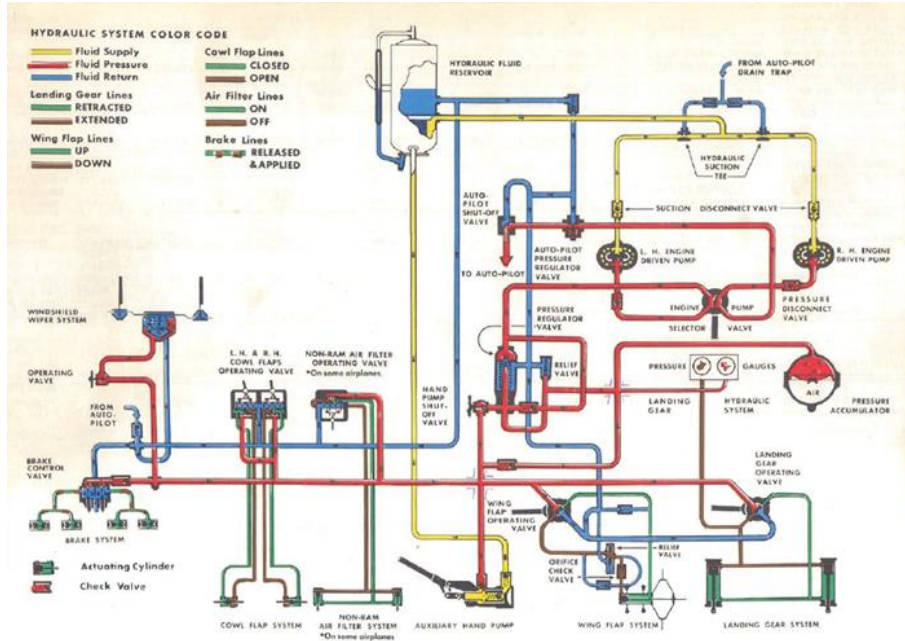 HYDRAULIC SYSTEM COLOR CODE
Fluid Supply
Fluid Pressure
Fluid Return
Landing Gear Lines
RETRACTED
EXTENDED
Wing Flap Lines
UP
DOWN
Cowl Flap Lines
CLOSED
OPEN
Air Filter Lines
ON
OFF
Brake Lines
RELEASED
& APPLIED
HYDRAULIC FLUID
RESERVOIR
FROM AUTO-PILOT
DRAIN TRAP
HYDRAULIC
SUCTION
TEE
AUTO-
PILOT
SHUT-OFF
VALVE
SUCTION DISCONNECT VALVE
L. H. ENGINE
DRIVEN PUMP
R. H. ENGINE
DRIVEN PUMP
TO AUTO-PILOT
AUTO-PILOT
PRESSURE
REGULATOR
VALVE
ENGINE PUMP
SELECTOR VALVE
PRESSURE
DISCONNECT
VALVE
WINDSHIELD
WIPER SYSTEM
PRESSURE
REGULATOR
VALVE
OPERATING
VALVE
L. H. & R. H.
COWL FLAPS
OPERATING VALVE
NON-RAM AIR FILTER
OPERATING VALVE
*On some airplanes
HAND
PUMP
SHUT-
OFF
VALVE
RELIEF
VALVE
PRESSURE GAUGES
LANDING HYDRAULIC
GEAR SYSTEM
AIR
PRESSURE
ACCUMULATOR
FROM
AUTO-
PILOT
BRAKE
CONTROL
VALVE
LANDING
GEAR
OPERATING
VALVE
WING
FLAP
OPERATING
VALVE
BRAKE SYSTEM
RELIEF
VALVE
ORIFICE
CHECK
VALVE
Actuating Cylinder
Check Valve
COWL FLAP SYSTEM
NON-RAM
AIR FILTER SYSTEM
*On some airplanes
AUXILIARY HAND PUMP
WING FLAP SYSTEM
LANDING GEAR SYSTEM